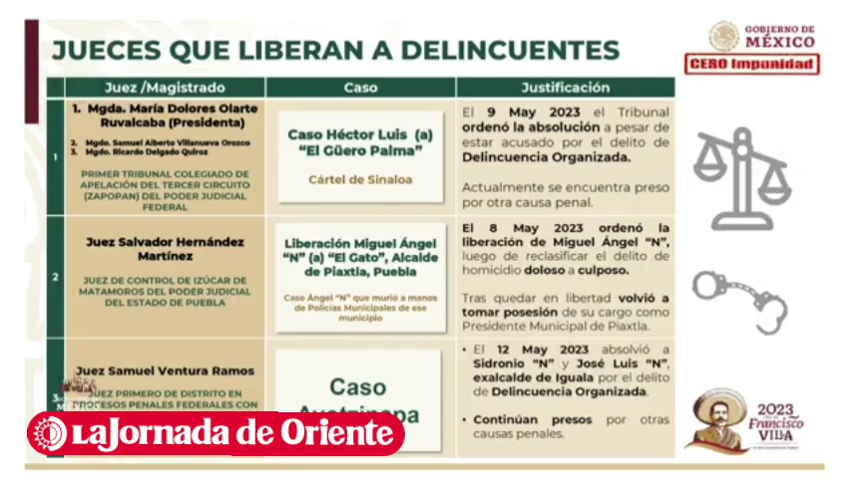 JUECES QUE LIBERAN A DELINCUENTES
GOBIERNO DE
MÉXICO
CERO Impunidad
Juez /Magistrado
Caso
Justificación
1
1. Mgda. María Dolores Olarte
Ruvalcaba (Presidenta)
2. Mgdo. Samuel Alberto Villanueva Orozco
3. Mgdo. Ricardo Delgado Quiroz
PRIMER TRIBUNAL COLEGIADO DE
APELACIÓN DEL TERCER CIRCUITO
(ZAPOPAN) DEL PODER JUDICIAL
FEDERAL
Caso Héctor Luis (a)
“El Güero Palma”
Cártel de Sinaloa
El 9 May 2023 el Tribunal
ordenó la absolución a pesar de
estar acusado por el delito de
Delincuencia Organizada.
Actualmente se encuentra preso
por otra causa penal.
2
Juez Salvador Hernández
Martínez
JUEZ DE CONTROL DE IZÚCAR DE
MATAMOROS DEL PODER JUDICIAL
DEL ESTADO DE PUEBLA
Liberación Miguel Ángel
“N” (a) “El Gato”, Alcalde
de Piaxtla, Puebla
Caso Ángel “N” que murió a manos
de Policías Municipales de ese
municipio
El 8 May 2023 ordenó la
liberación de Miguel Ángel “N”,
luego de reclasificar el delito de
homicidio doloso a culposo.
Tras quedar en libertad volvió a
tomar posesión de su cargo como
Presidente Municipal de Piaxtla.
3
Juez Samuel Ventura Ramos
JUEZ PRIMERO DE DISTRITO EN
PROCESOS PENALES FEDERALES CON
Caso
Ayotzinapa
• El 12 May 2023 absolvió a
Sidronio “N” y José Luis “N”,
exalcalde de Iguala por el delito
de Delincuencia Organizada.
• Continúan presos por otras
causas penales.
La Jornada de Oriente
2023
Francisco
VILLA